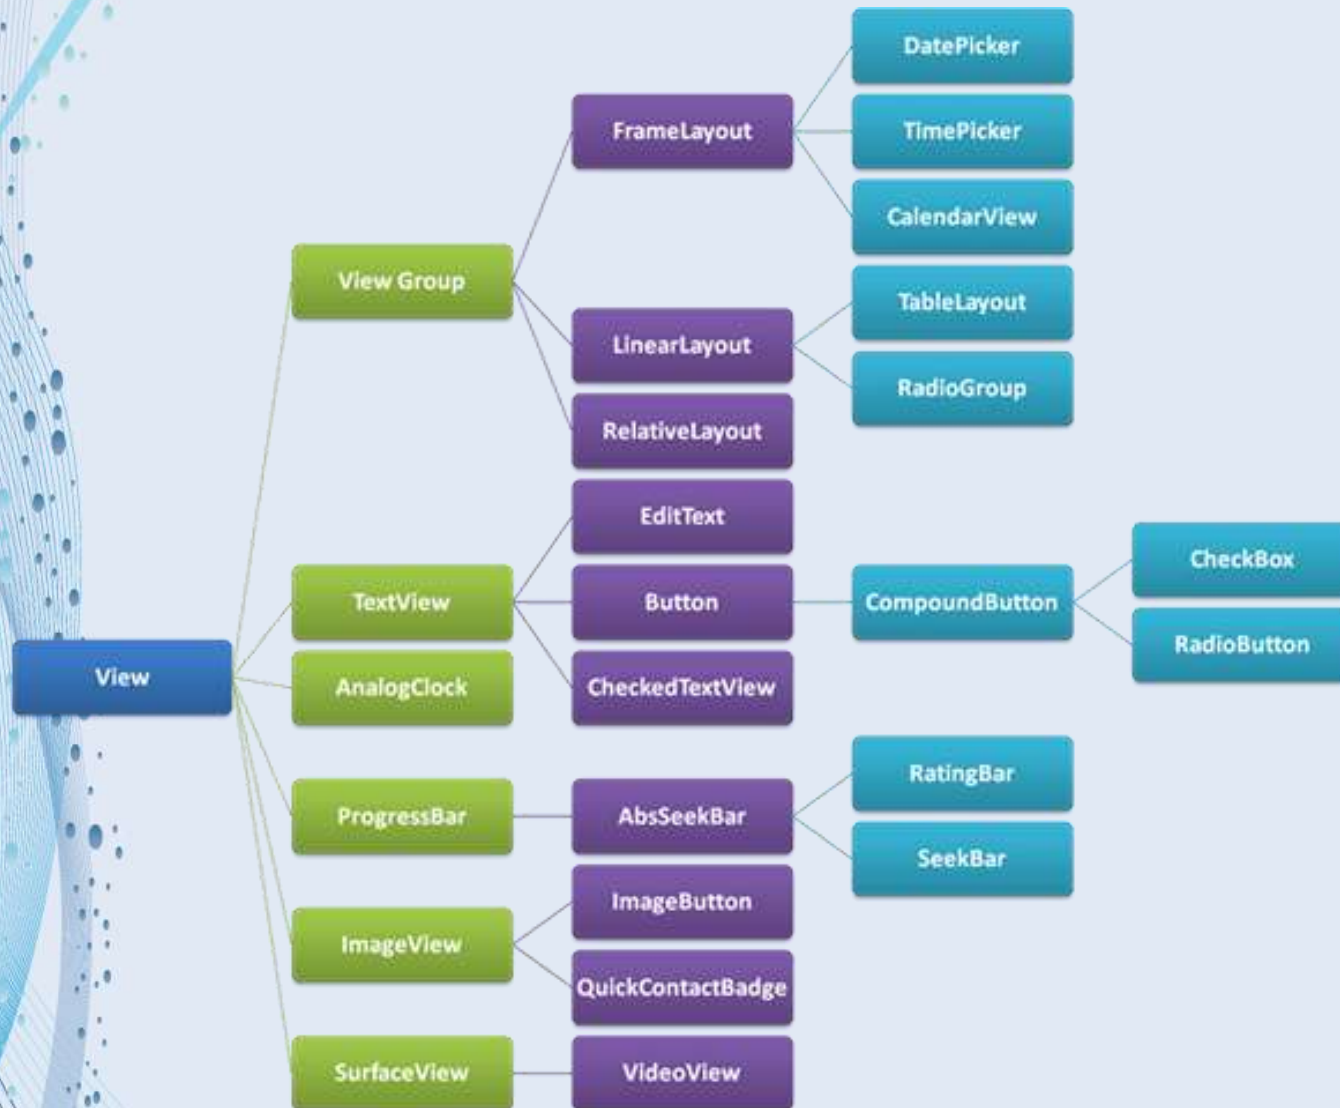 DatePicker
FrameLayout
TimePicker
CalendarView
View Group
TableLayout
LinearLayout
RadioGroup
RelativeLayout
EditText
CheckBox
TextView
Button
CompoundButton
RadioButton
View
AnalogClock
CheckedTextView
RatingBar
ProgressBar
AbsSeekBar
SeekBar
ImageButton
ImageView
QuickContactBadge
SurfaceView
VideoView